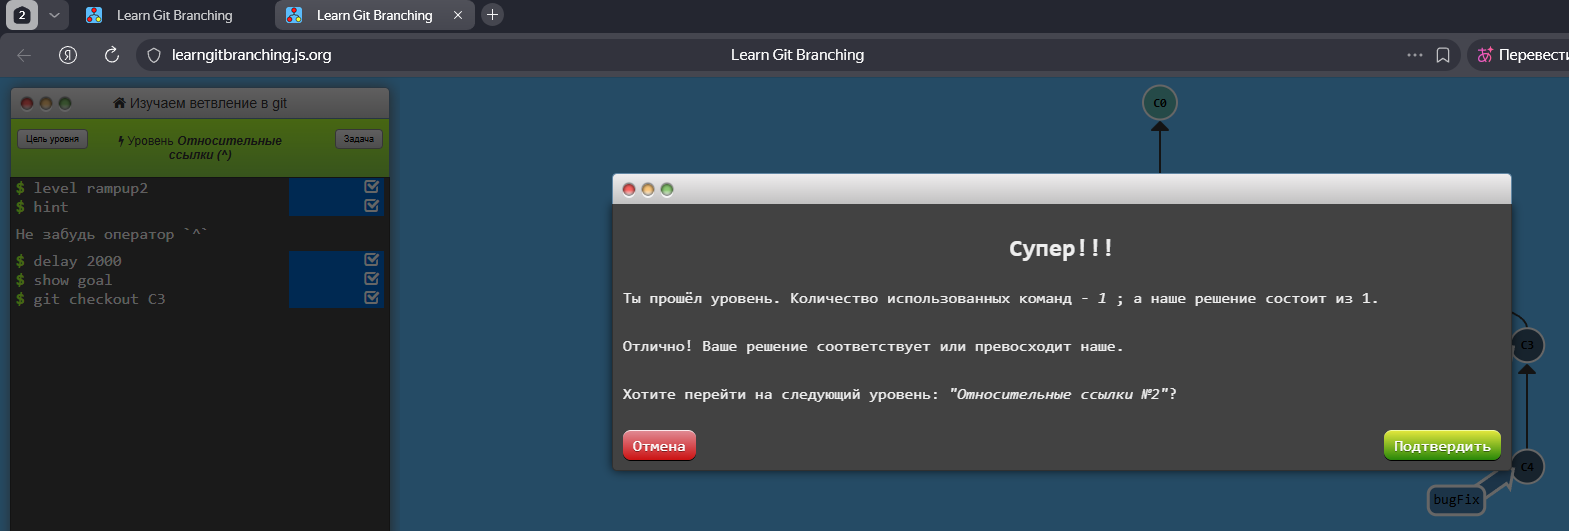 2
Learn Git Branching
Learn Git Branching
learngitbranching.js.org
Learn Git Branching
Перевести
Изучаем ветвление в git
Цель уровня
Уровень Относительные
ссылки (^)
Задача
$ level rampup2
$ hint
Не забудь оператор `^`
$ delay 2000
$ show goal
$ git checkout C3
C0
Супер!!!
Ты прошёл уровень. Количество использованных команд - 1 ; а наше решение состоит из 1.
Отлично! Ваше решение соответствует или превосходит наше.
Хотите перейти на следующий уровень: "Относительные ссылки №2"?
Отмена
Подтвердить
C3
C4
bugFix